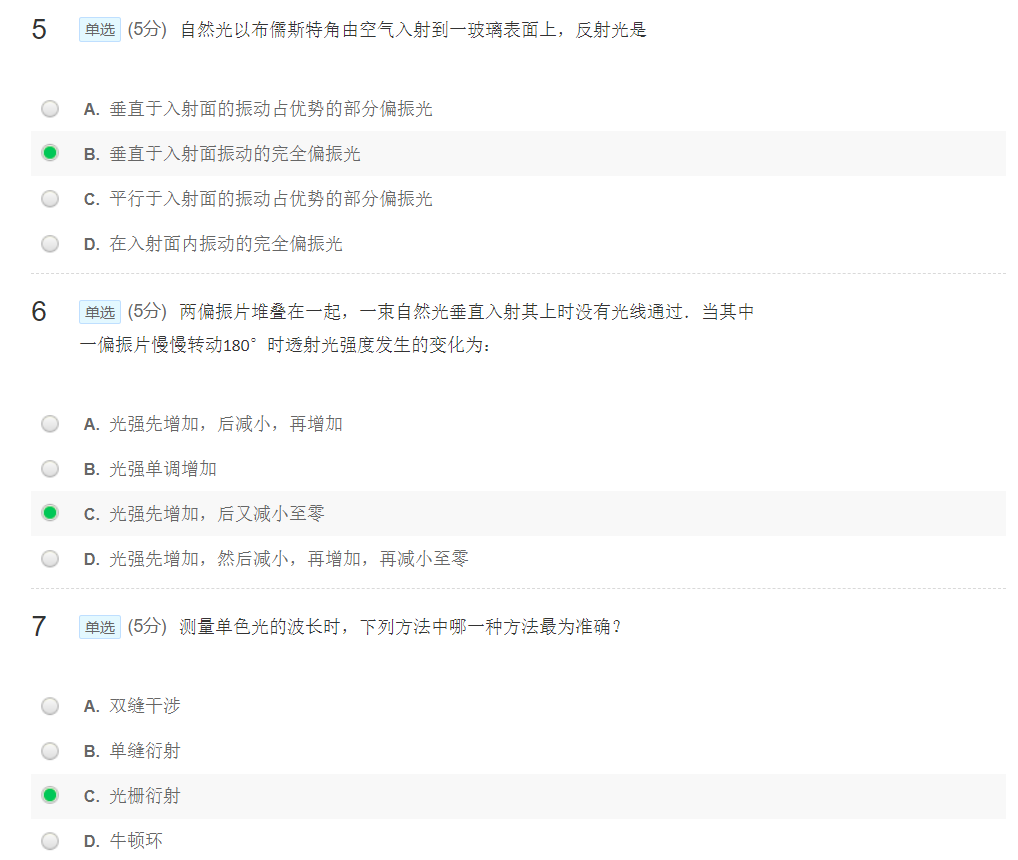 5 单选 (5分) 自然光以布儒斯特角由空气入射到一玻璃表面上，反射光是
A. 垂直于入射面的振动占优势的部分偏振光
B. 垂直于入射面振动的完全偏振光
C. 平行于入射面的振动占优势的部分偏振光
D. 在入射面内振动的完全偏振光
6 单选 (5分) 两偏振片堆叠在一起，一束自然光垂直入射其上时没有光线通过．当其中
一偏振片慢慢转动180°时透射光强度发生的变化为：
A. 光强先增加，后减小，再增加
B. 光强单调增加
C. 光强先增加，后又减小至零
D. 光强先增加，然后减小，再增加，再减小至零
7 单选 (5分) 测量单色光的波长时，下列方法中哪一种方法最为准确？
A. 双缝干涉
B. 单缝衍射
C. 光栅衍射
D. 牛顿环